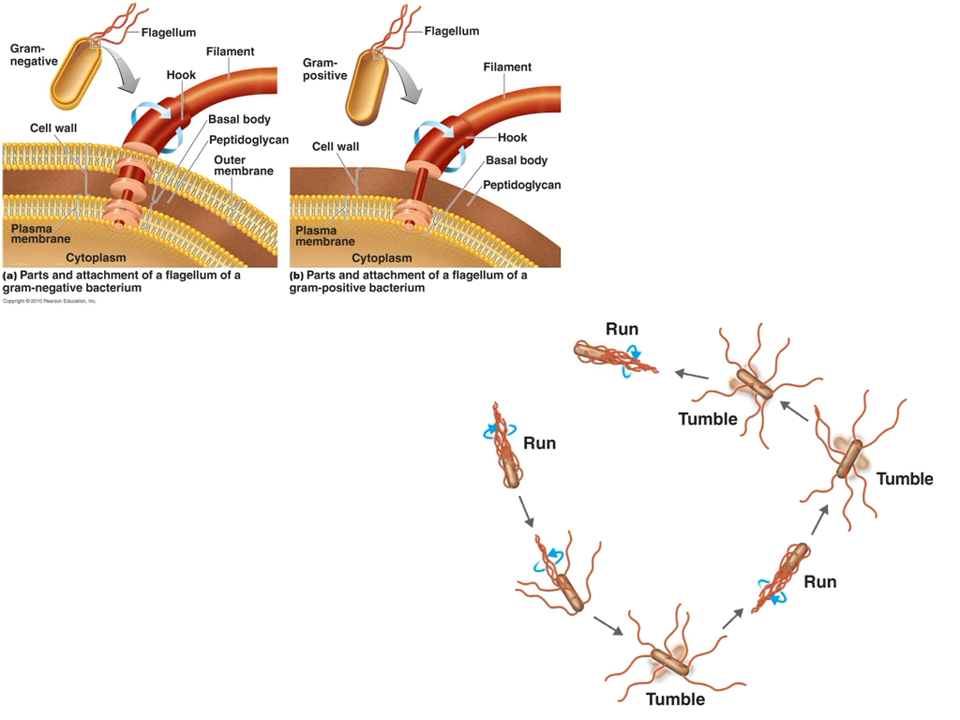 Flagellum
Gram-
negative
Filament
Hook
Cell wall
Basal body
Peptidoglycan
Outer
membrane
Plasma
membrane
Cytoplasm
(a) Parts and attachment of a flagellum of a
gram-negative bacterium
Copyright © 2010 Pearson Education, Inc.
Flagellum
Gram-
positive
Filament
Hook
Cell wall
Basal body
Peptidoglycan
Plasma
membrane
Cytoplasm
(b) Parts and attachment of a flagellum of a
gram-positive bacterium
Run
Tumble
Run
Tumble
Run
Tumble